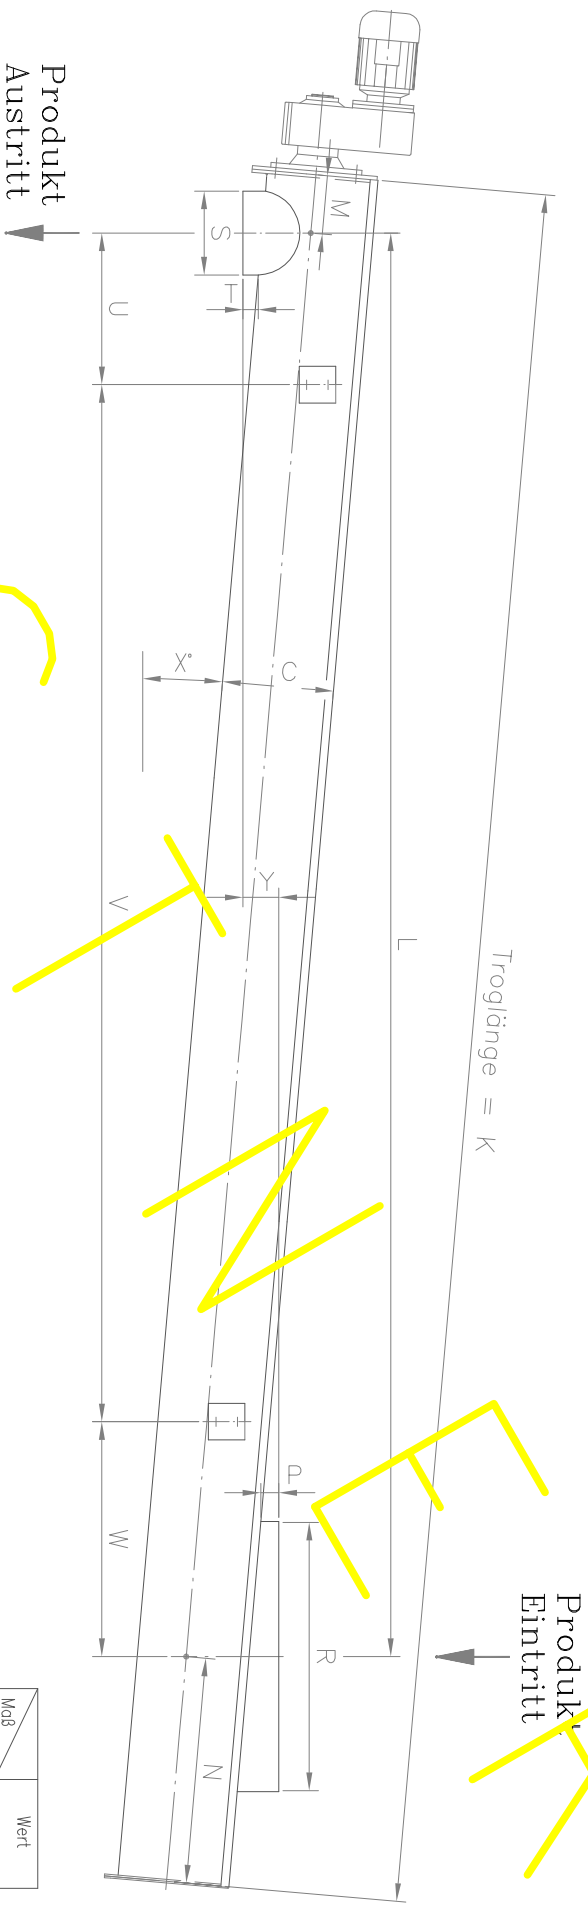 Produkt
Austritt
M
S
T
U
X°
C
Y
V
L
Troglänge = K
P
R
W
N
Produkt
Eintritt
Maß
Wert